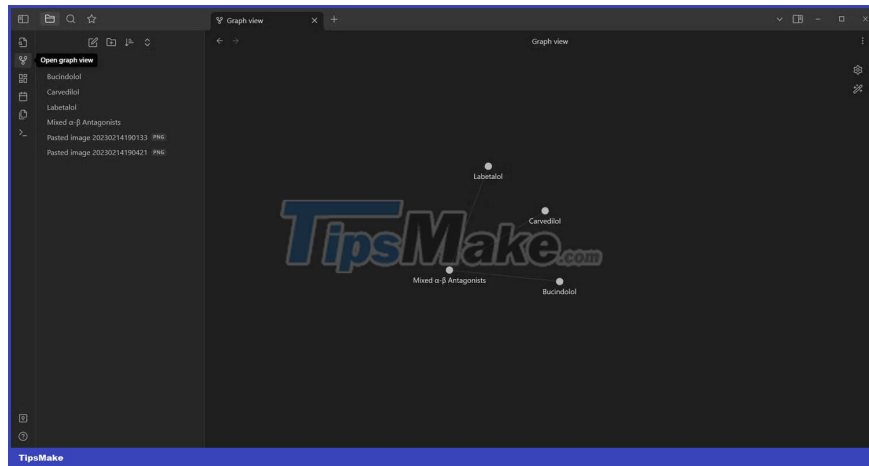 Graph view
Graph view
Open graph view
Bucindolol
Carvedilol
Labetalol
Mixed α-β Antagonists
Pasted image 20230214190133 PNG
Pasted image 20230214190421 PNG
Labetalol
Carvedilol
TipsMake.com
Mixed α-β Antagonists
Bucindolol
TipsMake